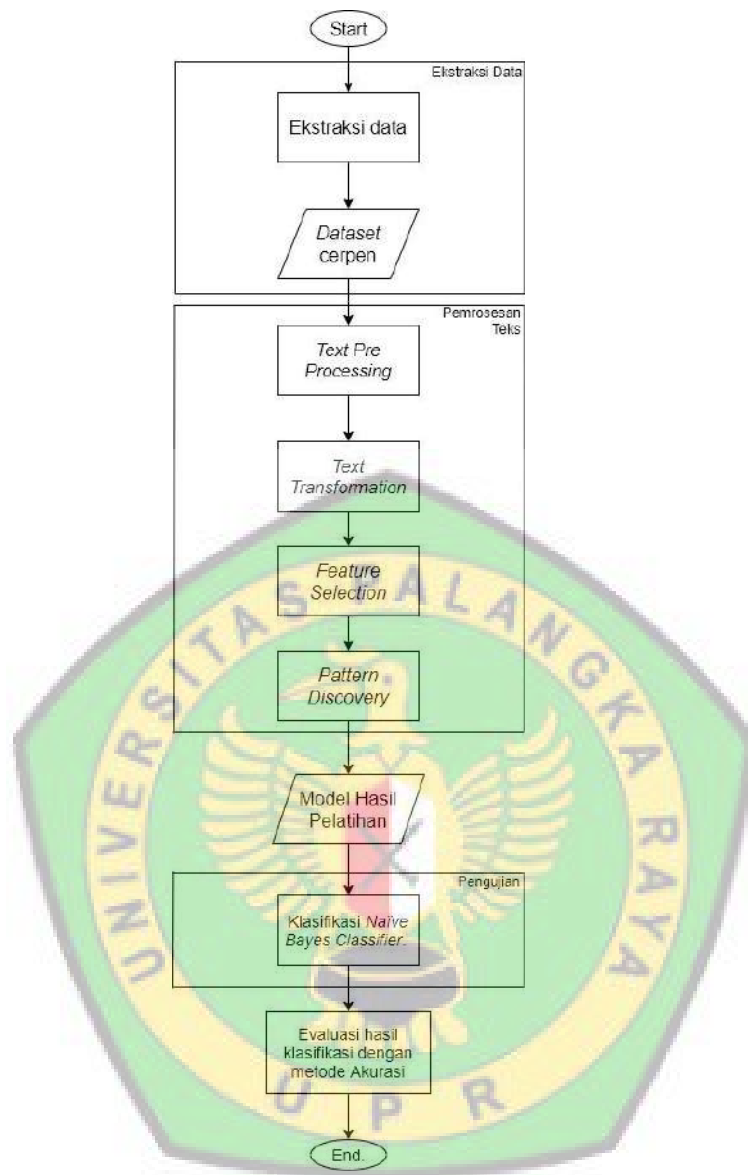 Start
Ekstraksi Data
Ekstraksi data
Dataset
cerpen
Pemrosesan
Teks
Text Pre
Processing
Text
Transformation
Feature
Selection
Pattern
Discovery
Model Hasil
Pelatihan
Pengujian
Klasifikasi Naïve
Bayes Classifier.
Evaluasi hasil
klasifikasi dengan
metode Akurasi
End.
UNIVERSITAS PALANGKA RAYA
UPR